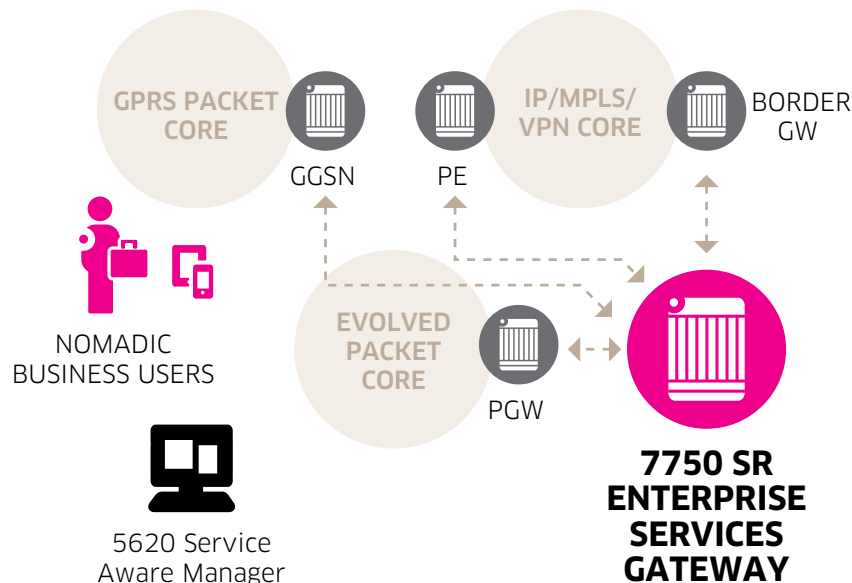 GPRS PACKET
CORE
GGSN
PE
IP/MPLS/
VPN CORE
BORDER
GW
NOMADIC
BUSINESS USERS
EVOLVED
PACKET
CORE
PGW
5620 Service
Aware Manager
7750 SR
ENTERPRISE
SERVICES
GATEWAY